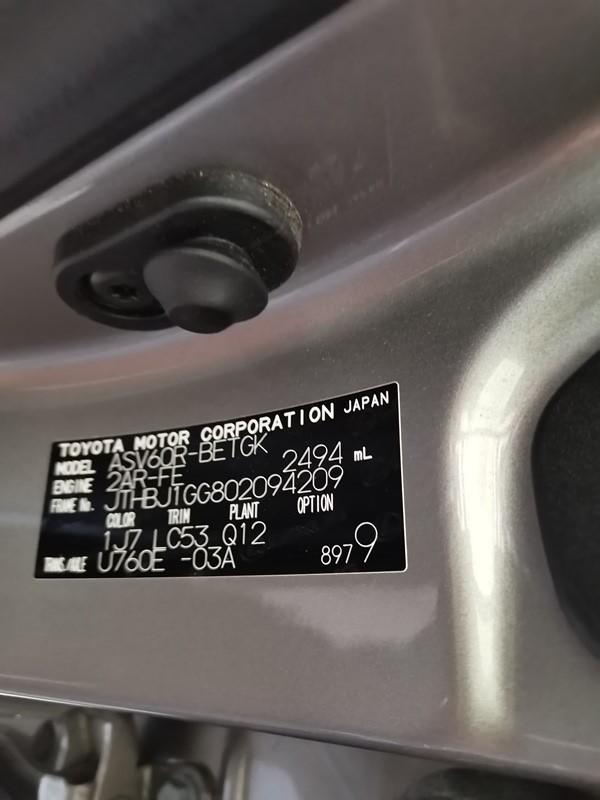 TOYOTA MOTOR CORPORATION JAPAN
MODEL ASV60R-BETGK
ENGINE 2AR-FE 2494 mL
FRAME No. JTHBJ1GG802094209
COLOR TRIM PLANT OPTION
1J7 LC53 Q12
TRANS/AXLE U760E -03A 8979